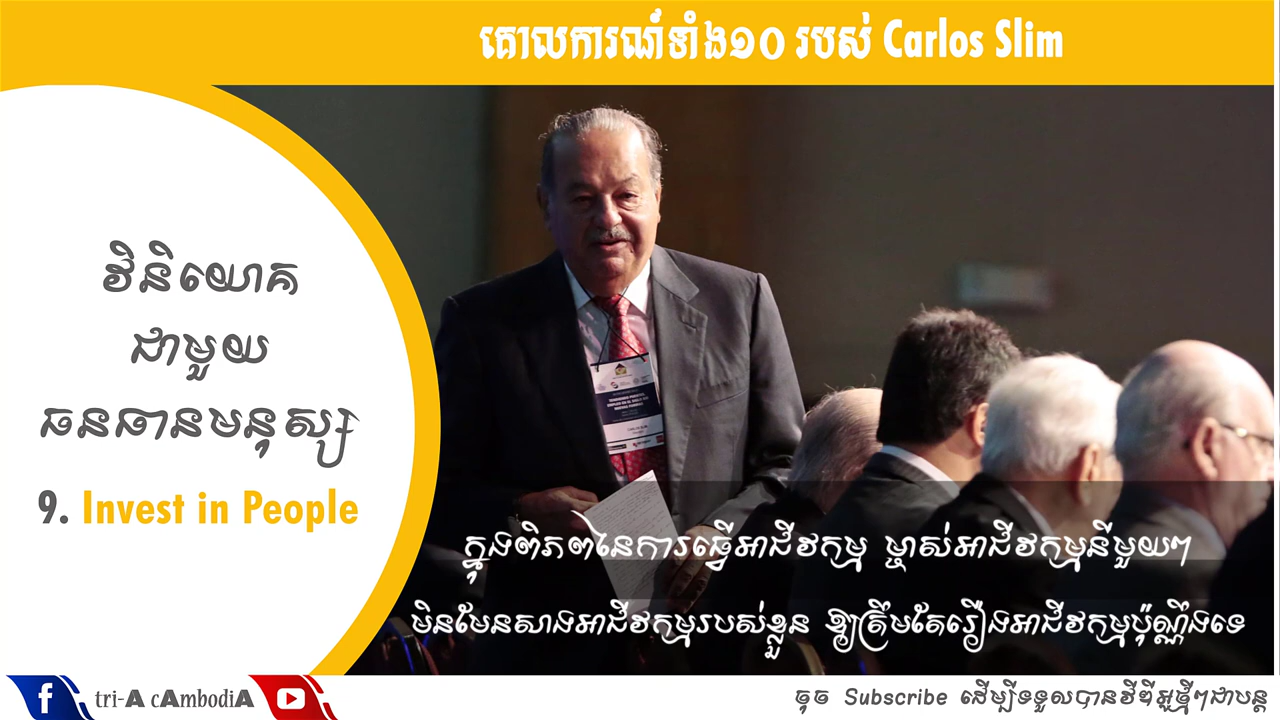 គោលការណ៍ទាំង១០ របស់ Carlos Slim
វិនិយោគ
ជាមួយ
ធនធានមនុស្ស
9. Invest in People
ក្នុងពិភពនៃការធ្វើអាជីវកម្ម ម្ចាស់អាជីវកម្មនីមួយៗ
មិនមែនសាងអាជីវកម្មរបស់ខ្លួន ឱ្យត្រឹមតែរឿងអាជីវកម្មប៉ុណ្ណឹងទេ
tri-A cAmbodiA
ចុច Subscribe ដើម្បីទទួលបានវីឌីអូថ្មីៗជាបន្ត